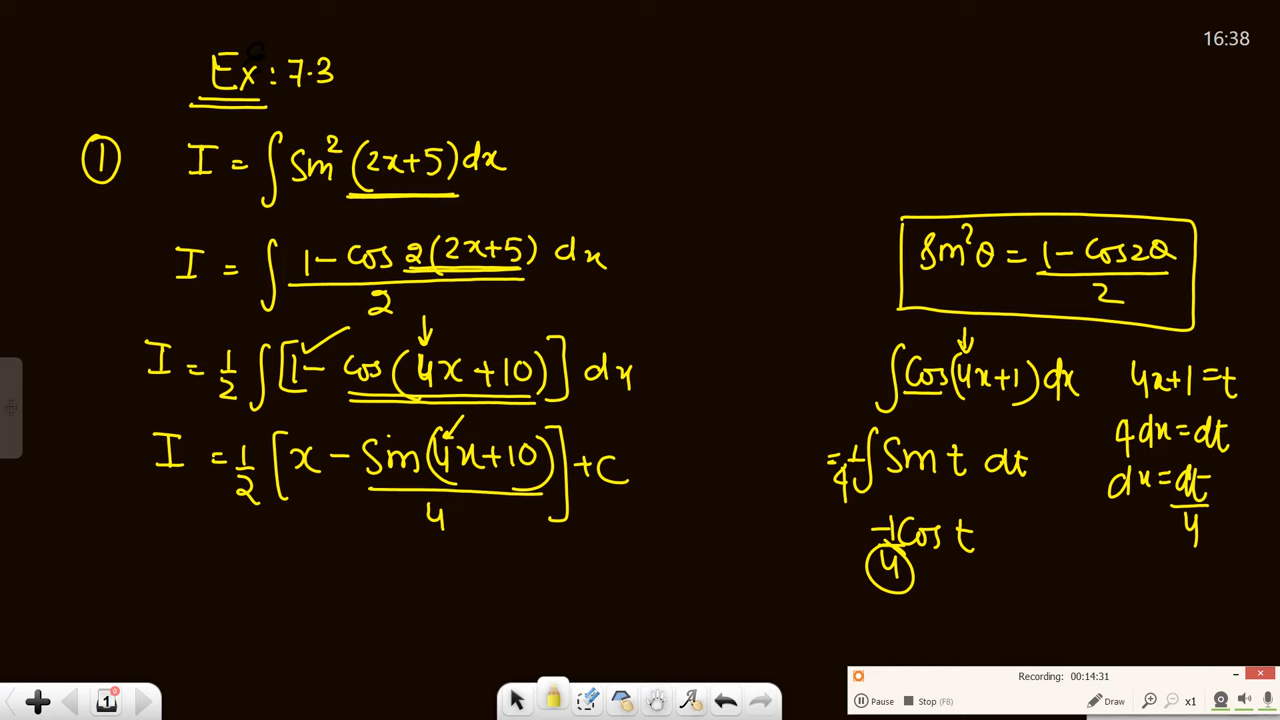 16:38
Ex : 7.3
① I = ∫ Sin² (2x+5) dx
I = ∫ (1 - cos 2(2x+5))/2 dx
I = 1/2 ∫ [1 - cos (4x+10)] dx
I = 1/2 [x - Sin(4x+10)/4] + C
Sin²θ = (1 - Cos2θ)/2
∫ Cos(4x+1) dx
= 1/4 ∫ Sin t dt
-1/4 Cos t
4x+1 = t
4dx = dt
dx = dt/4
1
0
Recording: 00:14:31
Pause
Stop (F8)
Draw
x1